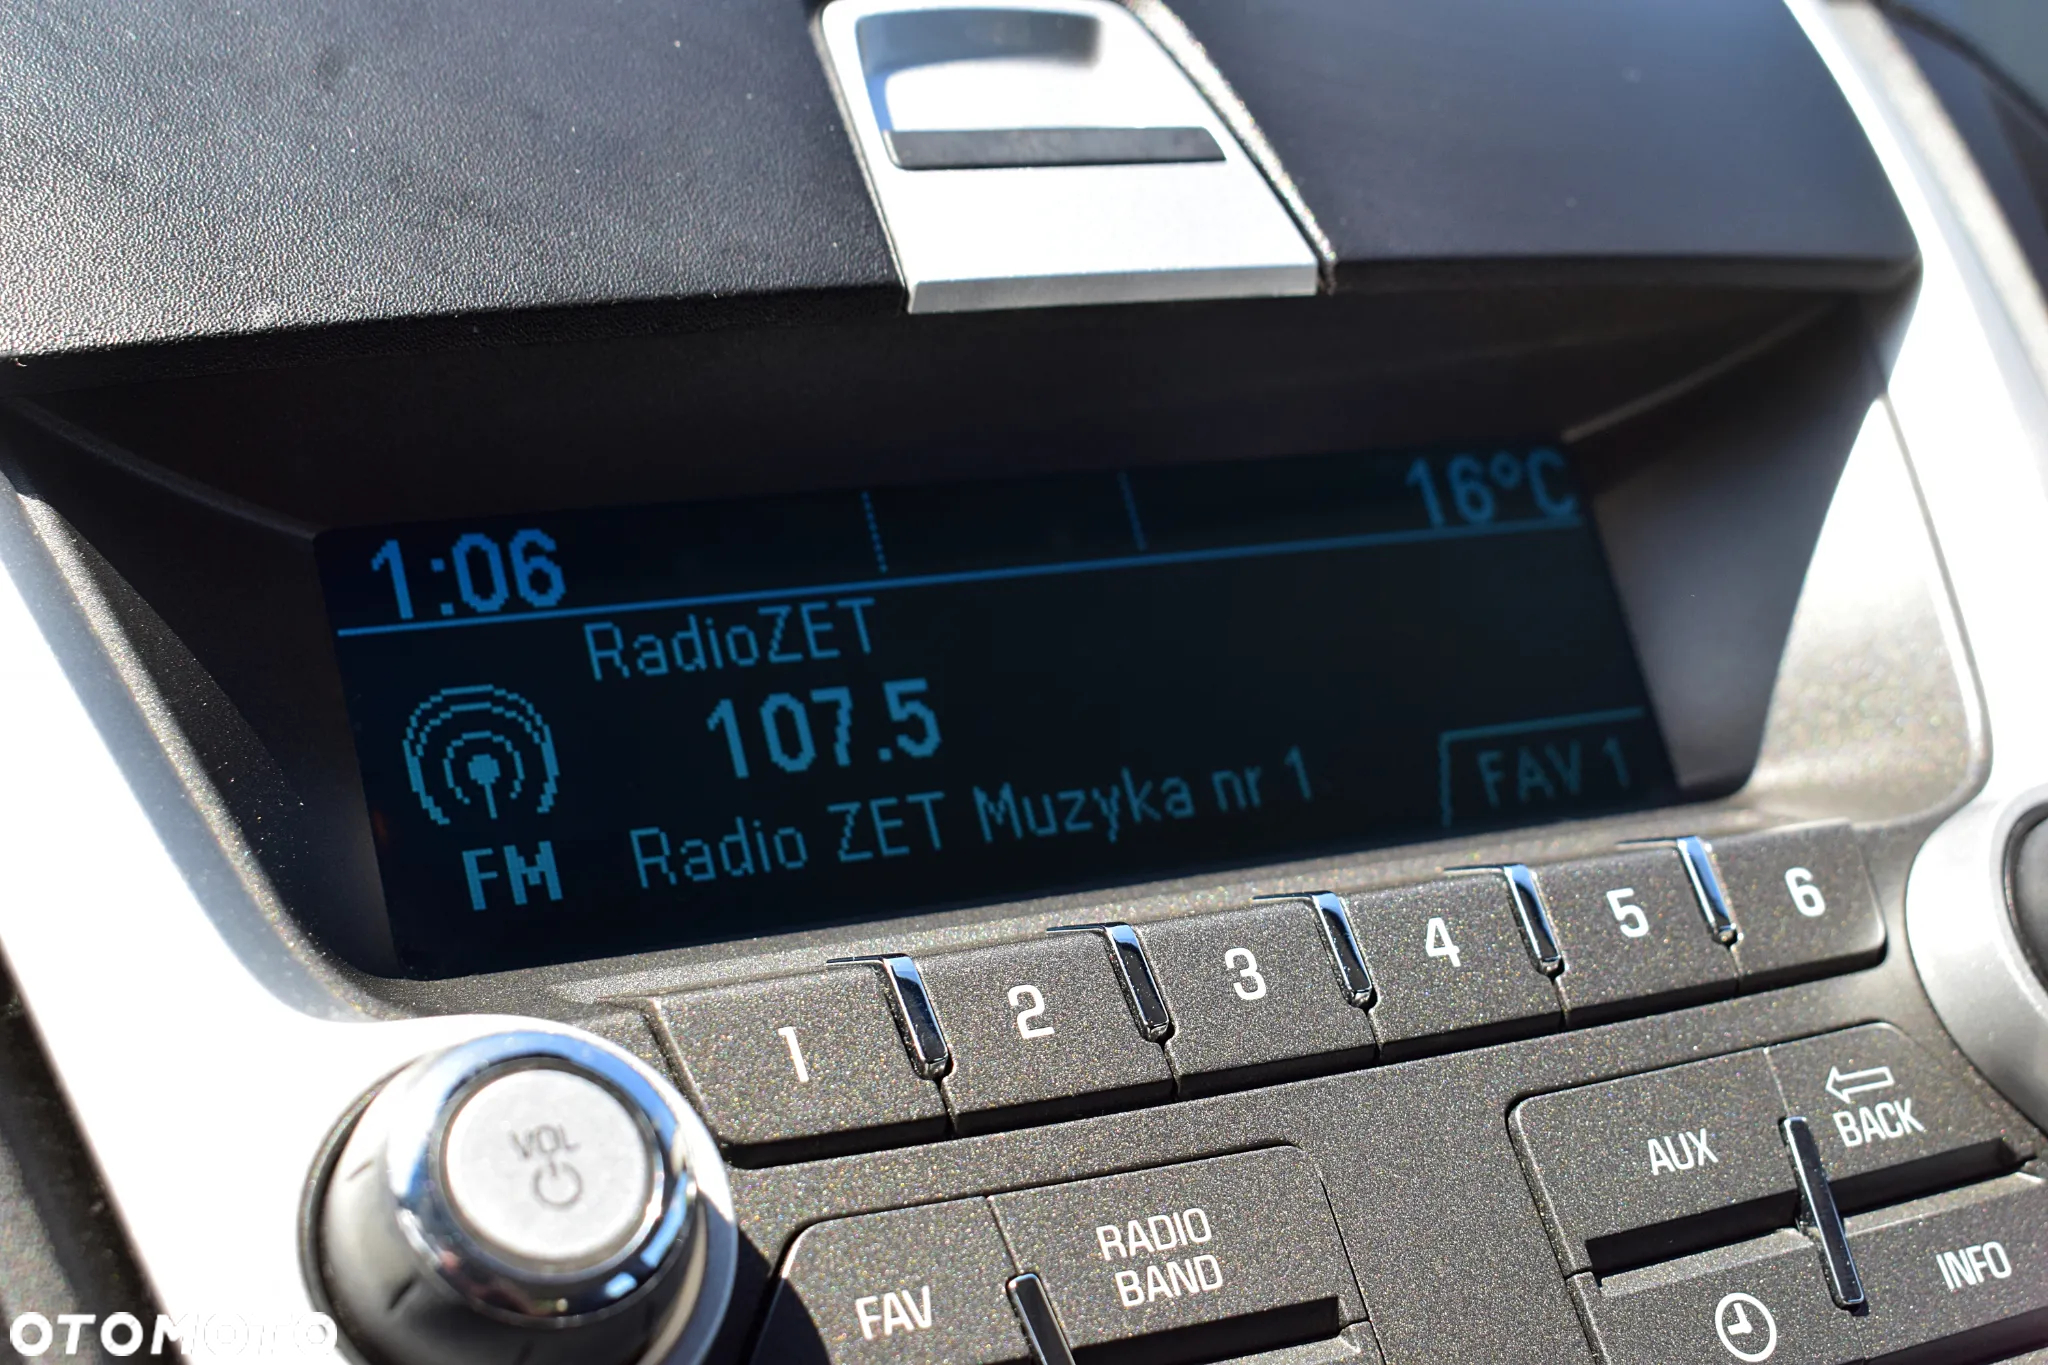 1:06
16°C
RadioZET
107.5
FM
Radio ZET Muzyka nr 1
FAV 1
1
2
3
4
5
6
VOL
AUX
BACK
RADIO
BAND
FAV
INFO
OTOMOTO